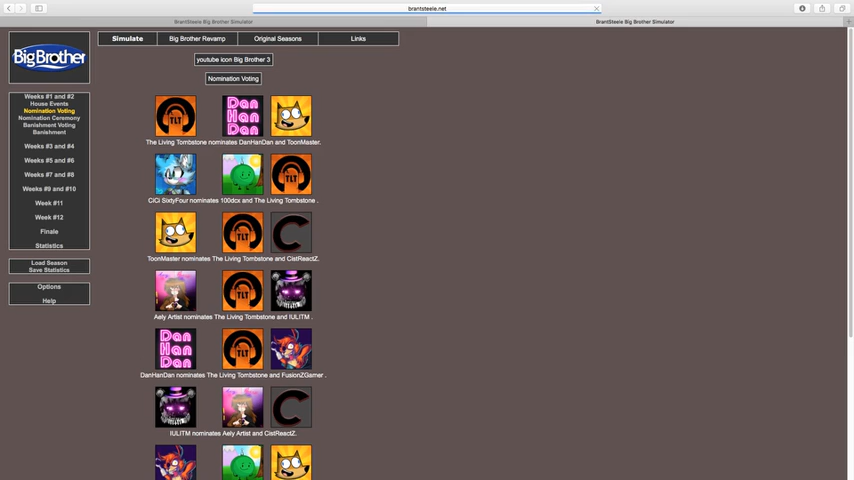 brantsteele.net
BrantSteele Big Brother Simulator
BrantSteele Big Brother Simulator
Big Brother
Simulate
Big Brother Revamp
Original Seasons
Links
youtube icon Big Brother 3
Nomination Voting
Weeks #1 and #2
House Events
Nomination Voting
Nomination Ceremony
Banishment Voting
Banishment
Weeks #3 and #4
Weeks #5 and #6
Weeks #7 and #8
Weeks #9 and #10
Week #11
Week #12
Finale
Statistics
Load Season
Save Statistics
Options
Help
TLT
Dan
Han
Dan
The Living Tombstone nominates DanHanDan and ToonMaster.
TLT
CiCi SixtyFour nominates 100dcx and The Living Tombstone .
TLT
C
ToonMaster nominates The Living Tombstone and CistReactZ.
TLT
Aely Artist nominates The Living Tombstone and IULITM .
Dan
Han
Dan
TLT
DanHanDan nominates The Living Tombstone and FusionZGamer .
C
IULITM nominates Aely Artist and CistReactZ.